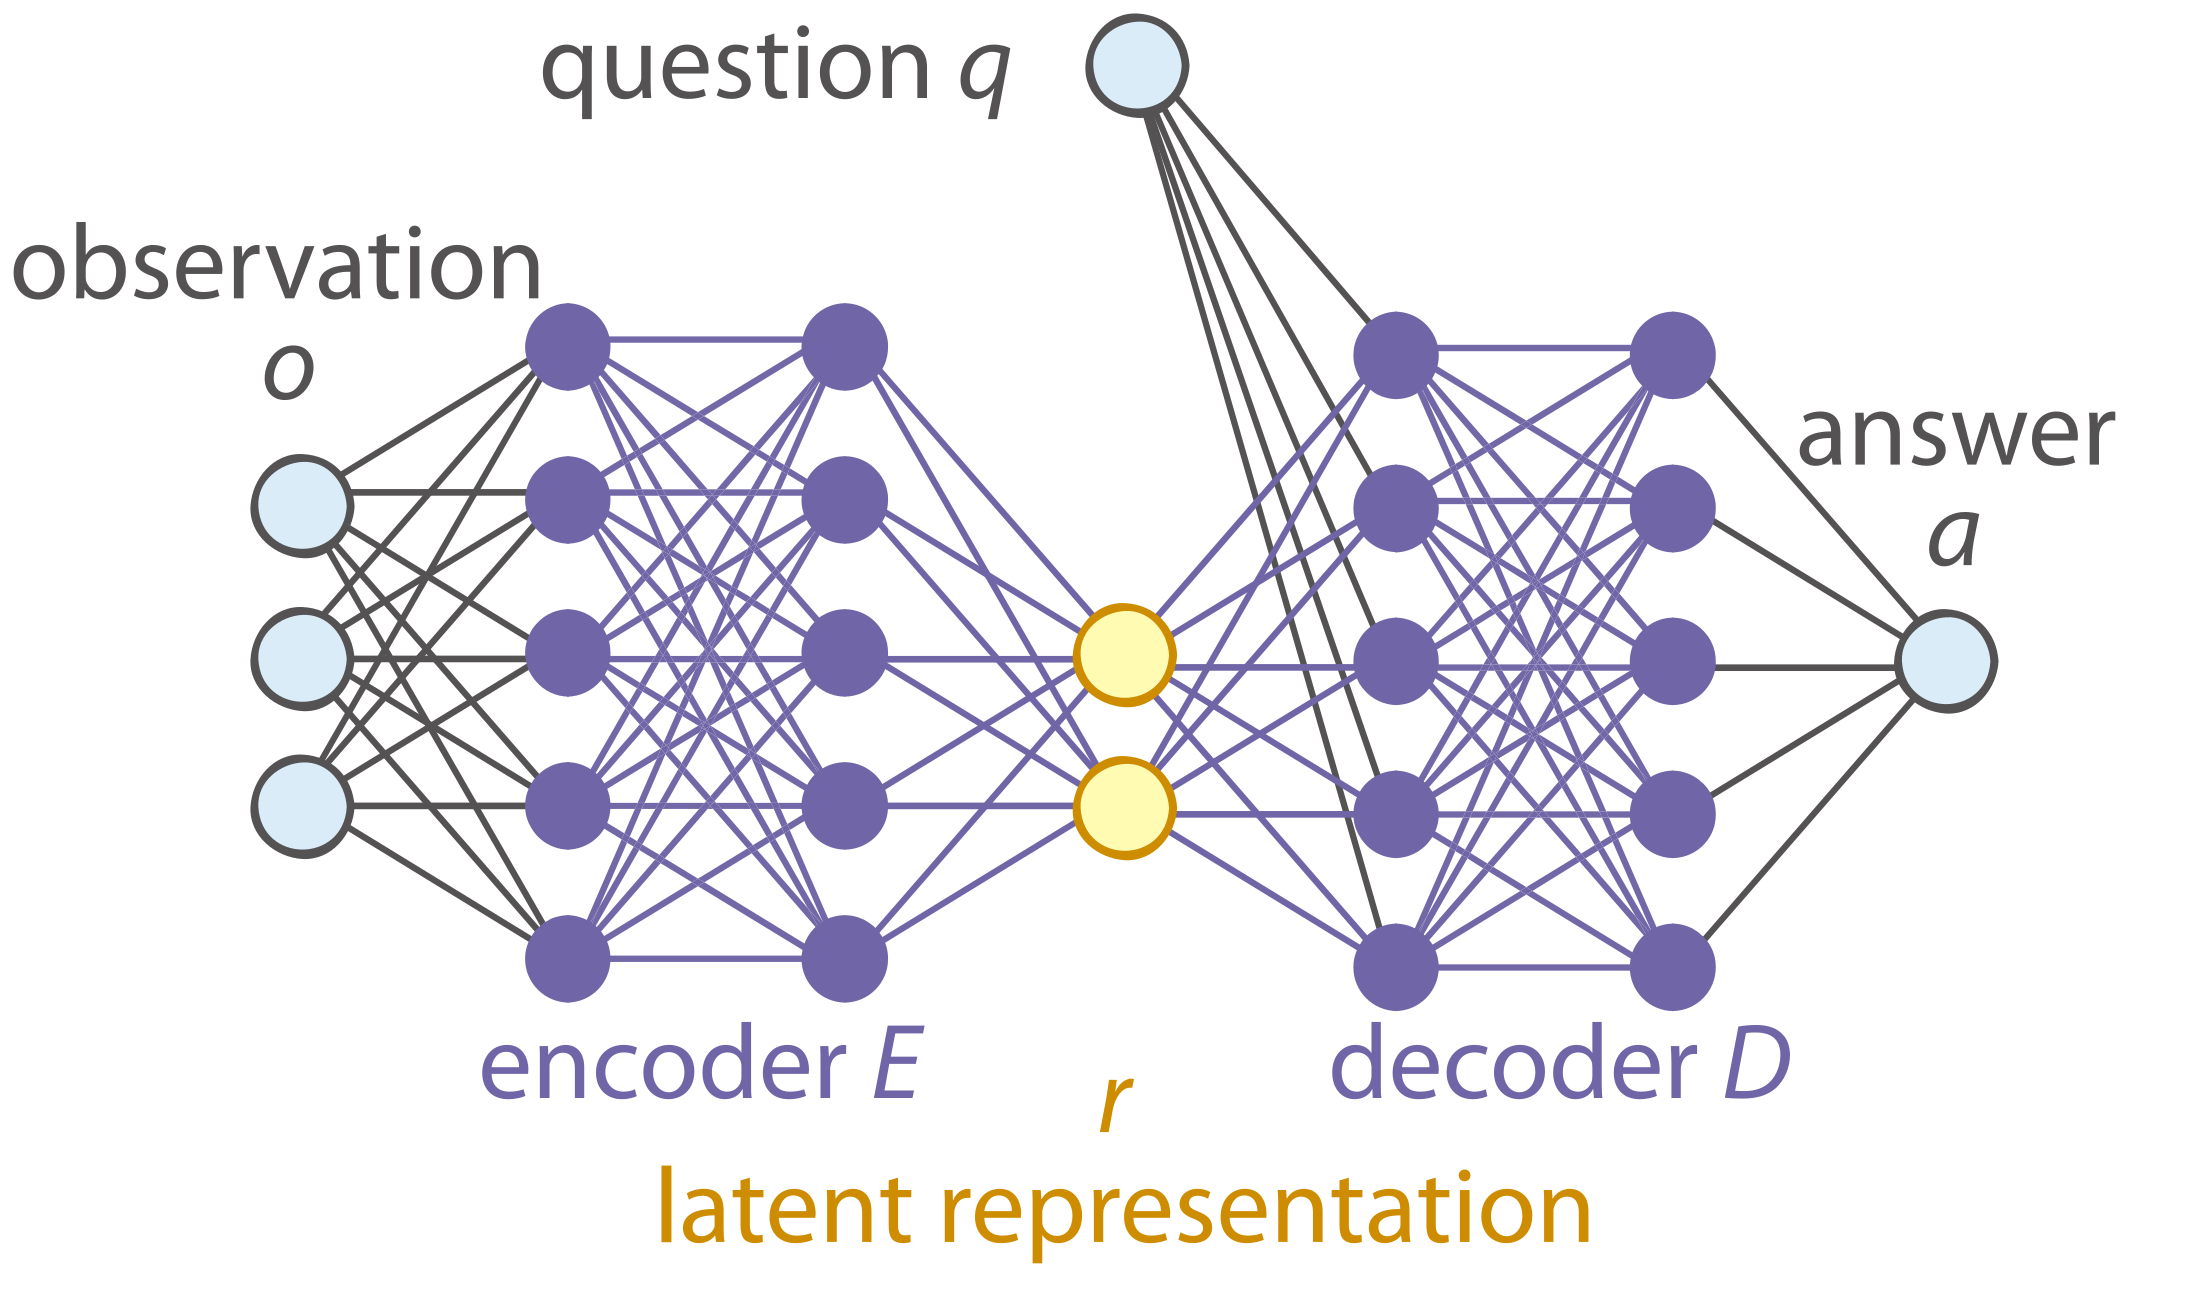 question q
observation
o
answer
a
encoder E
decoder D
r
latent representation